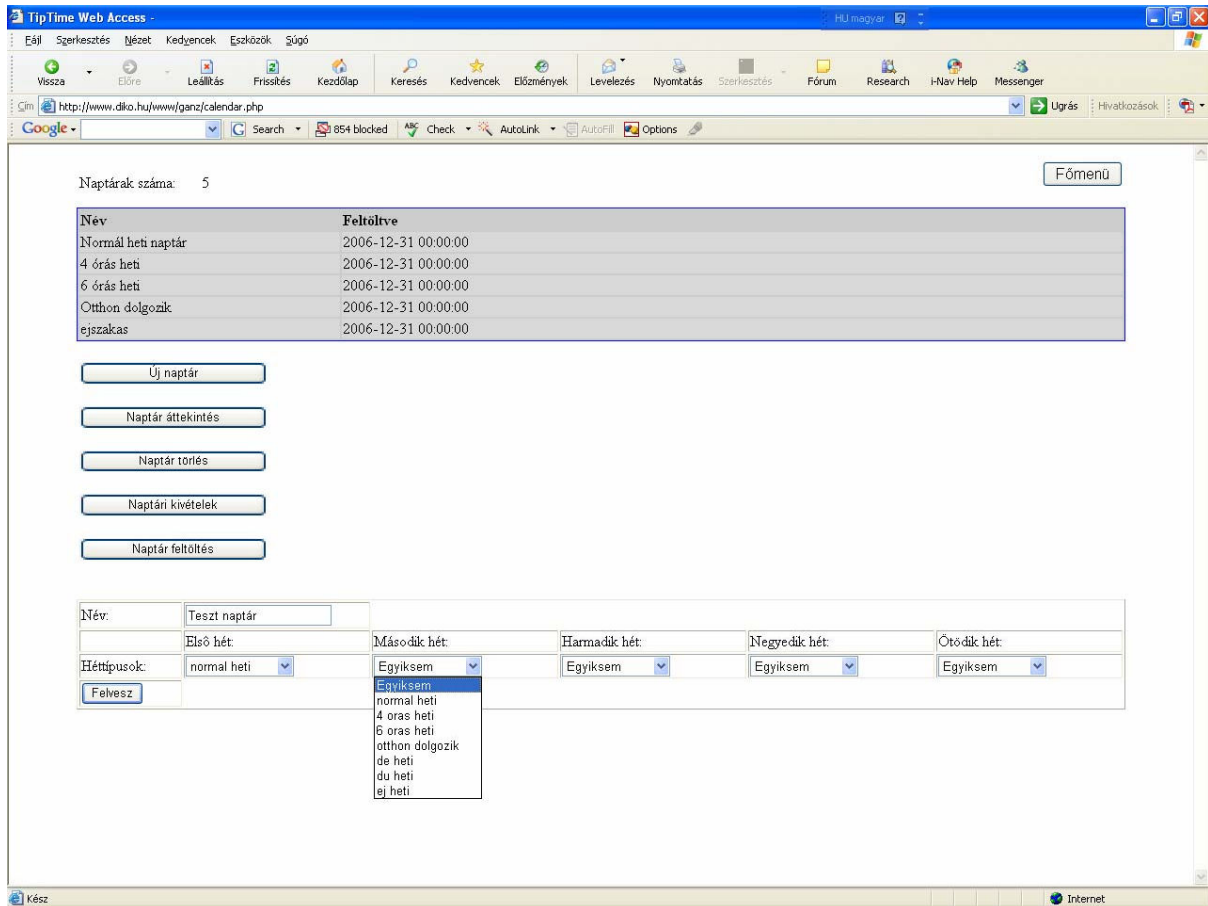 TipTime Web Access -
HU magyar
Fájl Szerkesztés Nézet Kedvencek Eszközök Súgó
Vissza Előre Leállítás Frissítés Kezdőlap Keresés Kedvencek Előzmények Levelezés Nyomtatás Szerkesztés Fórum Research i-Nav Help Messenger
Cím http://www.diko.hu/www/ganz/calendar.php Ugrás Hivatkozások
Google Search 854 blocked ABC Check AutoLink AutoFill Options
Naptárak száma: 5 Főmenü
Név Feltöltve
Normál heti naptár 2006-12-31 00:00:00
4 órás heti 2006-12-31 00:00:00
6 órás heti 2006-12-31 00:00:00
Otthon dolgozik 2006-12-31 00:00:00
ejszakas 2006-12-31 00:00:00
Új naptár
Naptár áttekintés
Naptár törlés
Naptári kivételek
Naptár feltöltés
Név: Teszt naptár
Elsô hét: Második hét: Harmadik hét: Negyedik hét: Ötödik hét:
Héttípusok: normal heti Egyiksem Egyiksem Egyiksem Egyiksem
Felvesz
Egyiksem
normal heti
4 oras heti
6 oras heti
otthon dolgozik
de heti
du heti
ej heti
Kész Internet